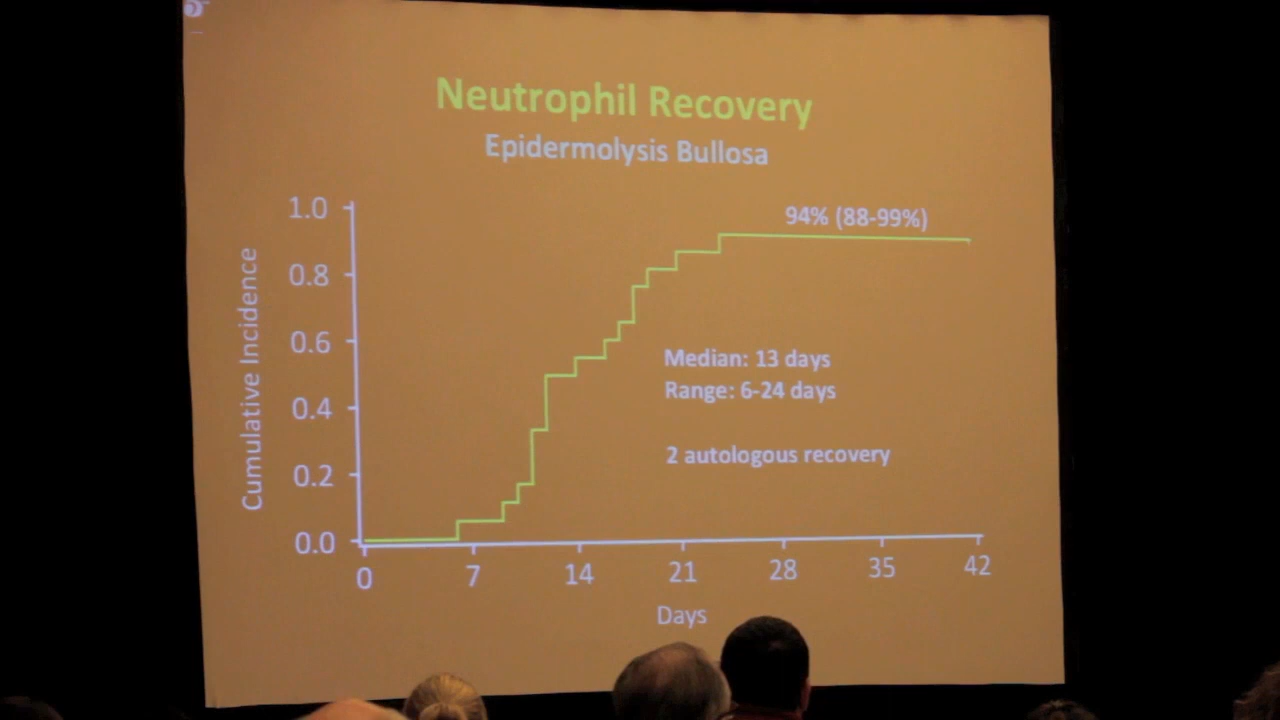 Neutrophil Recovery
Epidermolysis Bullosa
94% (88-99%)
Cumulative Incidence
1.0
0.8
0.6
0.4
0.2
0.0
Median: 13 days
Range: 6-24 days
2 autologous recovery
0 7 14 21 28 35 42
Days